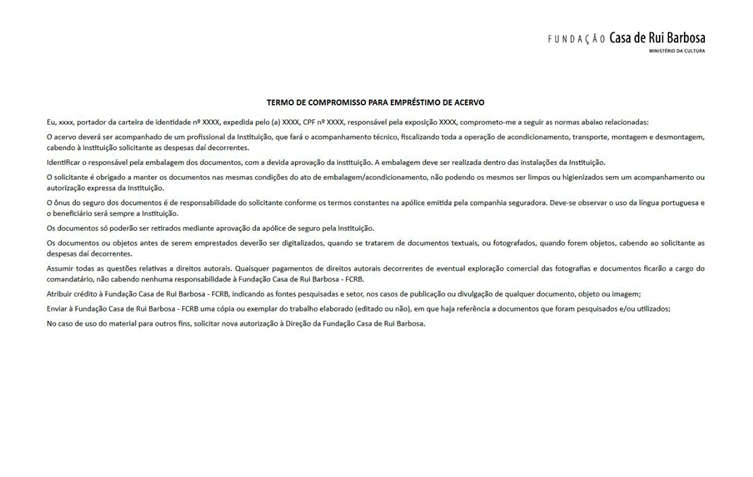 FUNDAÇÃO Casa de Rui Barbosa
MINISTÉRIO DA CULTURA
TERMO DE COMPROMISSO PARA EMPRÉSTIMO DE ACERVO
Eu, xxxx, portador da carteira de identidade nº XXXX, expedida pelo (a) XXXX, CPF nº XXXX, responsável pela exposição XXXX, comprometo-me a seguir as normas abaixo relacionadas:
O acervo deverá ser acompanhado de um profissional da Instituição, que fará o acompanhamento técnico, fiscalizando toda a operação de acondicionamento, transporte, montagem e desmontagem,
cabendo à instituição solicitante as despesas daí decorrentes.
Identificar o responsável pela embalagem dos documentos, com a devida aprovação da instituição. A embalagem deve ser realizada dentro das instalações da Instituição.
O solicitante é obrigado a manter os documentos nas mesmas condições do ato de embalagem/acondicionamento, não podendo os mesmos ser limpos ou higienizados sem um acompanhamento ou
autorização expressa da Instituição.
O ônus do seguro dos documentos é de responsabilidade do solicitante conforme os termos constantes na apólice emitida pela companhia seguradora. Deve-se observar o uso da língua portuguesa e
o beneficiário será sempre a Instituição.
Os documentos só poderão ser retirados mediante aprovação da apólice de seguro pela instituição.
Os documentos ou objetos antes de serem emprestados deverão ser digitalizados, quando se tratarem de documentos textuais, ou fotografados, quando forem objetos, cabendo ao solicitante as
despesas daí decorrentes.
Assumir todas as questões relativas a direitos autorais. Quaisquer pagamentos de direitos autorais decorrentes de eventual exploração comercial das fotografias e documentos ficarão a cargo do
comandatário, não cabendo nenhuma responsabilidade à Fundação Casa de Rui Barbosa - FCRB.
Atribuir crédito à Fundação Casa de Rui Barbosa - FCRB, indicando as fontes pesquisadas e setor, nos casos de publicação ou divulgação de qualquer documento, objeto ou imagem;
Enviar à Fundação Casa de Rui Barbosa - FCRB uma cópia ou exemplar do trabalho elaborado (editado ou não), em que haja referência a documentos que foram pesquisados e/ou utilizados;
No caso de uso do material para outros fins, solicitar nova autorização à Direção da Fundação Casa de Rui Barbosa.